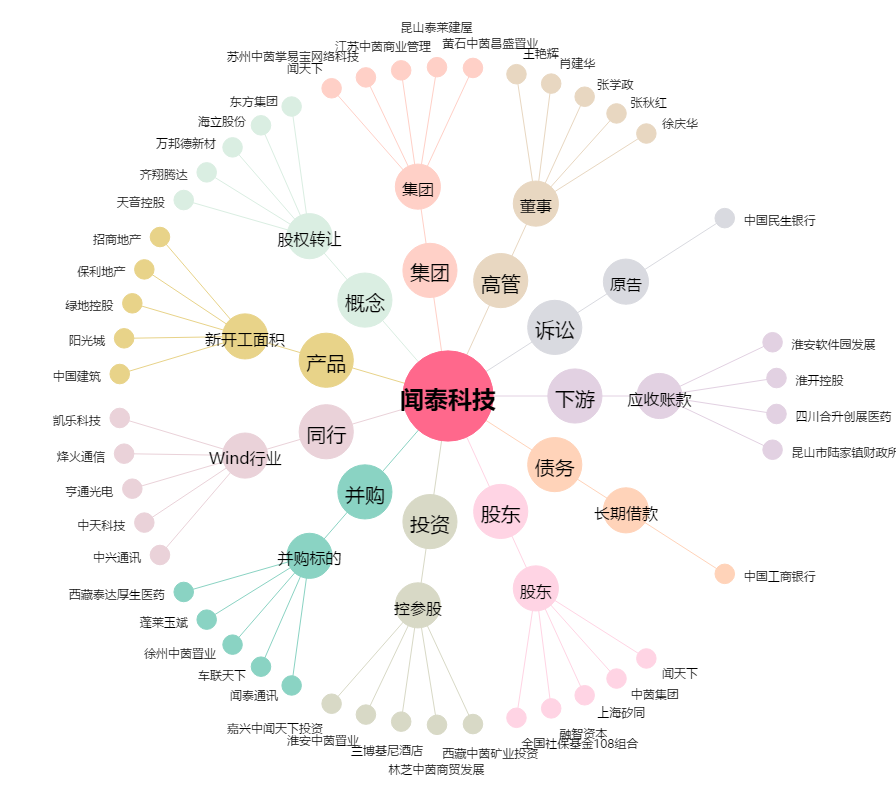 昆山泰莱建屋
江苏中茵商业管理
黄石中茵昌盛置业
苏州中茵掌易宝网络科技
闻天下
王艳辉
肖建华
张学政
张秋红
徐庆华
东方集团
海立股份
万邦德新材
齐翔腾达
天音控股
集团
董事
股权转让
中国民生银行
招商地产
保利地产
绿地控股
阳光城
中国建筑
集团
高管
原告
概念
诉讼
新开工面积
产品
淮安软件园发展
淮开控股
四川合升创展医药
昆山市陆家镇财政所
闻泰科技
下游
应收账款
凯乐科技
烽火通信
亨通光电
中天科技
中兴通讯
同行
Wind行业
债务
并购
投资
股东
长期借款
并购标的
中国工商银行
西藏泰达厚生医药
蓬莱玉斌
徐州中茵置业
车联天下
闻泰通讯
控参股
股东
闻天下
中茵集团
上海矽同
融智资本
全国社保基金108组合
嘉兴中闻天下投资
淮安中茵置业
兰博基尼酒店
林芝中茵商贸发展
西藏中茵矿业投资